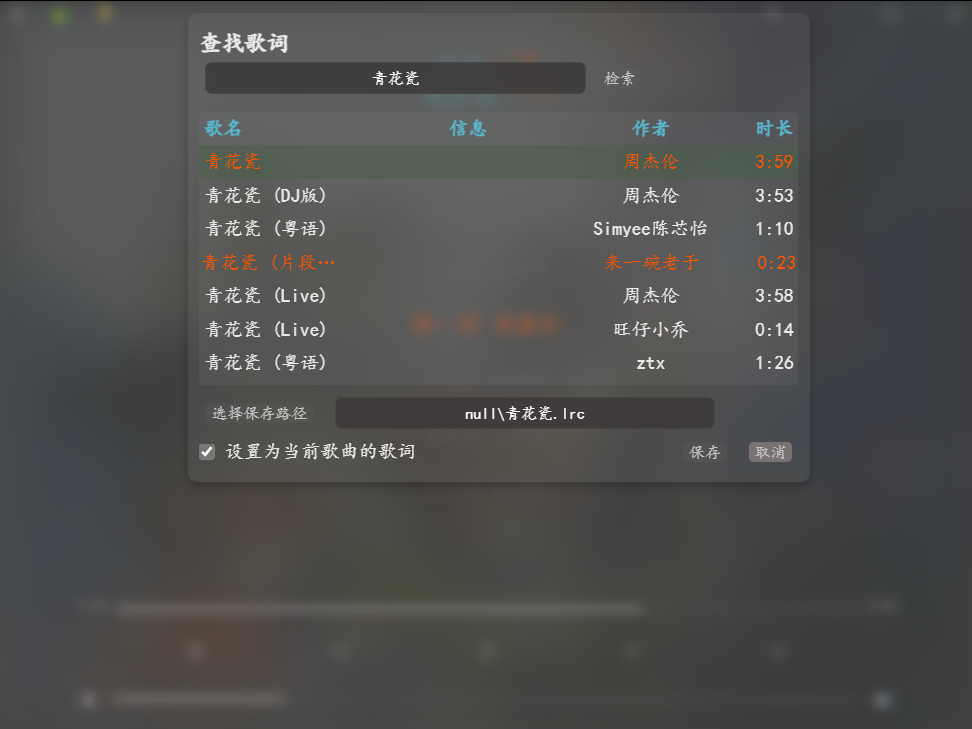 查找歌词
青花瓷 检索
歌名 信息 作者 时长
青花瓷 周杰伦 3:59
青花瓷 (DJ版) 周杰伦 3:53
青花瓷 (粤语) Simyee陈芯怡 1:10
青花瓷 (片段… 来一碗老于 0:23
青花瓷 (Live) 周杰伦 3:58
青花瓷 (Live) 旺仔小乔 0:14
青花瓷 (粤语) ztx 1:26
选择保存路径 null\青花瓷.lrc
设置为当前歌曲的歌词 保存 取消